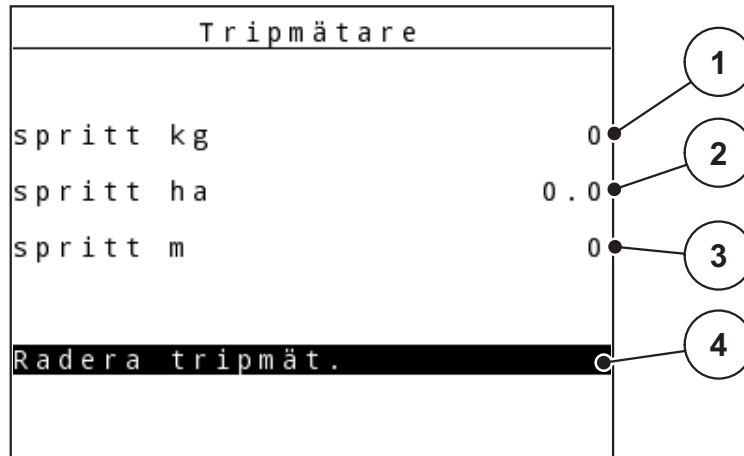 Tripmätare
spritt kg 0
spritt ha 0.0
spritt m 0
Radera tripmät.
1
2
3
4